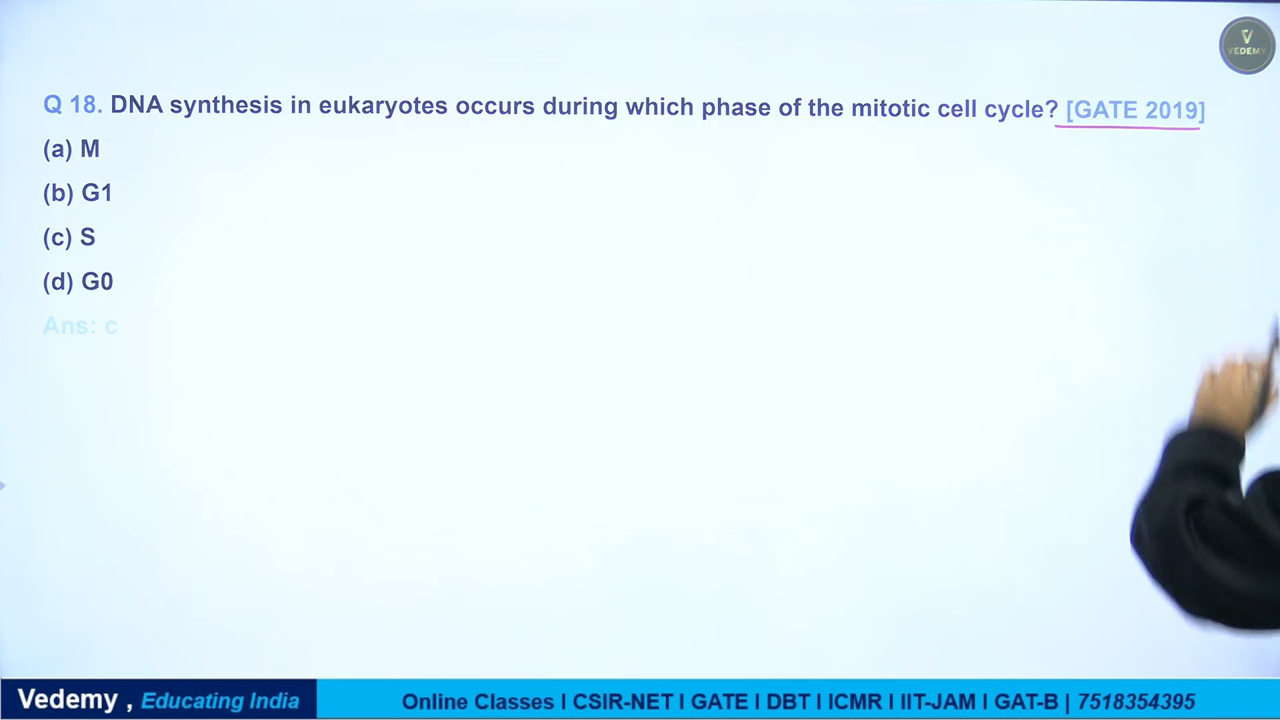 V
VEDEMY
Q 18. DNA synthesis in eukaryotes occurs during which phase of the mitotic cell cycle? [GATE 2019]
(a) M
(b) G1
(c) S
(d) G0
Ans: c
Vedemy , Educating India
Online Classes I CSIR-NET I GATE I DBT I ICMR I IIT-JAM I GAT-B | 7518354395